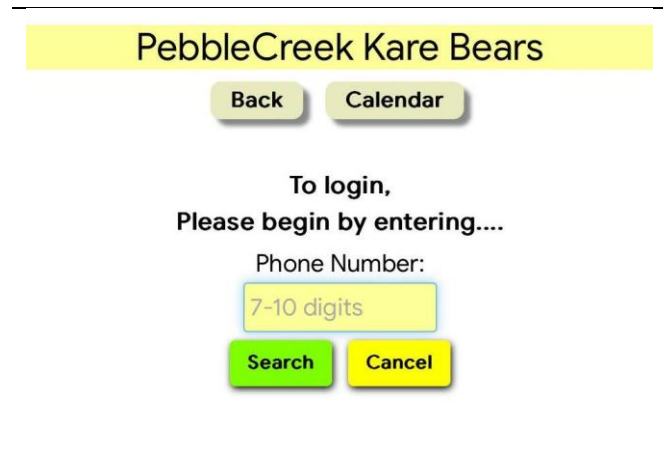 PebbleCreek Kare Bears
Back Calendar
To login,
Please begin by entering....
Phone Number:
7-10 digits
Search Cancel